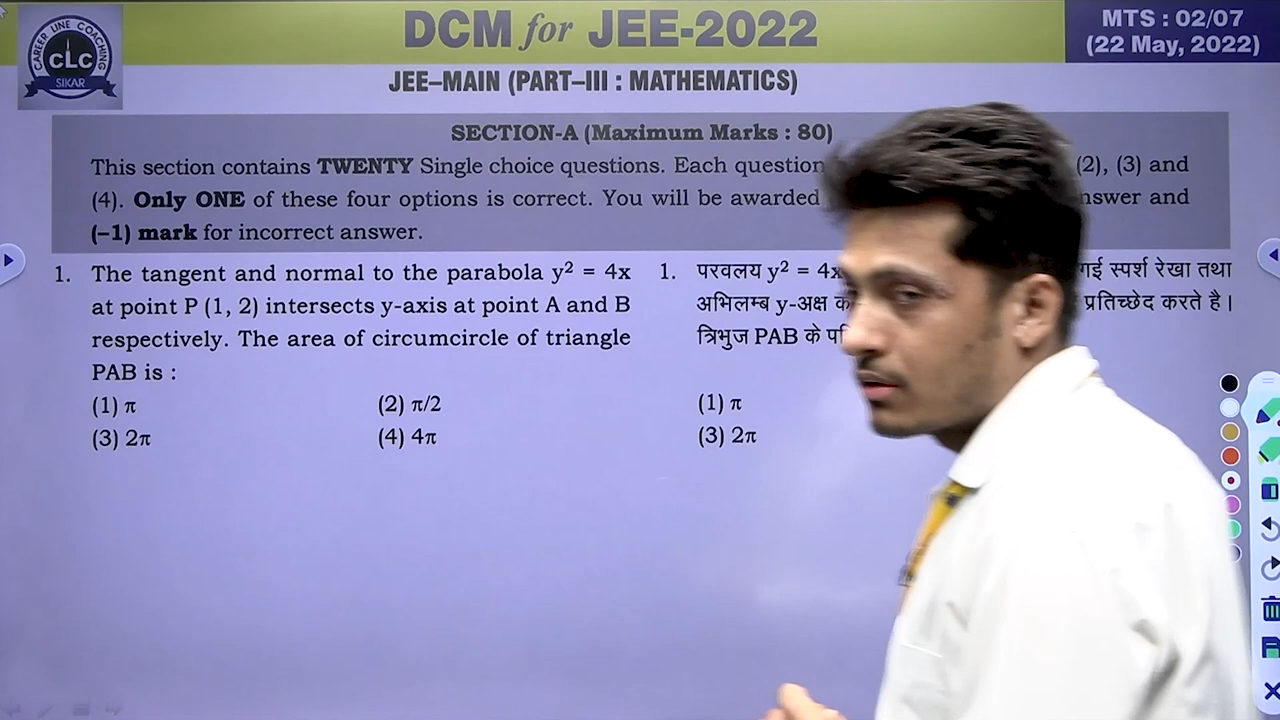 DCM for JEE-2022
MTS : 02/07
(22 May, 2022)
CAREER LINE COACHING
CLC
SIKAR
JEE–MAIN (PART–III : MATHEMATICS)
SECTION-A (Maximum Marks : 80)
This section contains TWENTY Single choice questions. Each question (2), (3) and
(4). Only ONE of these four options is correct. You will be awarded and
(–1) mark for incorrect answer.
1. The tangent and normal to the parabola y² = 4x
at point P (1, 2) intersects y-axis at point A and B
respectively. The area of circumcircle of triangle
PAB is :
(1) π (2) π/2
(3) 2π (4) 4π
1. परवलय y² = 4x स्पर्श रेखा तथा
अभिलम्ब y-अक्ष प्रतिच्छेद करते है।
त्रिभुज PAB के
(1) π
(3) 2π